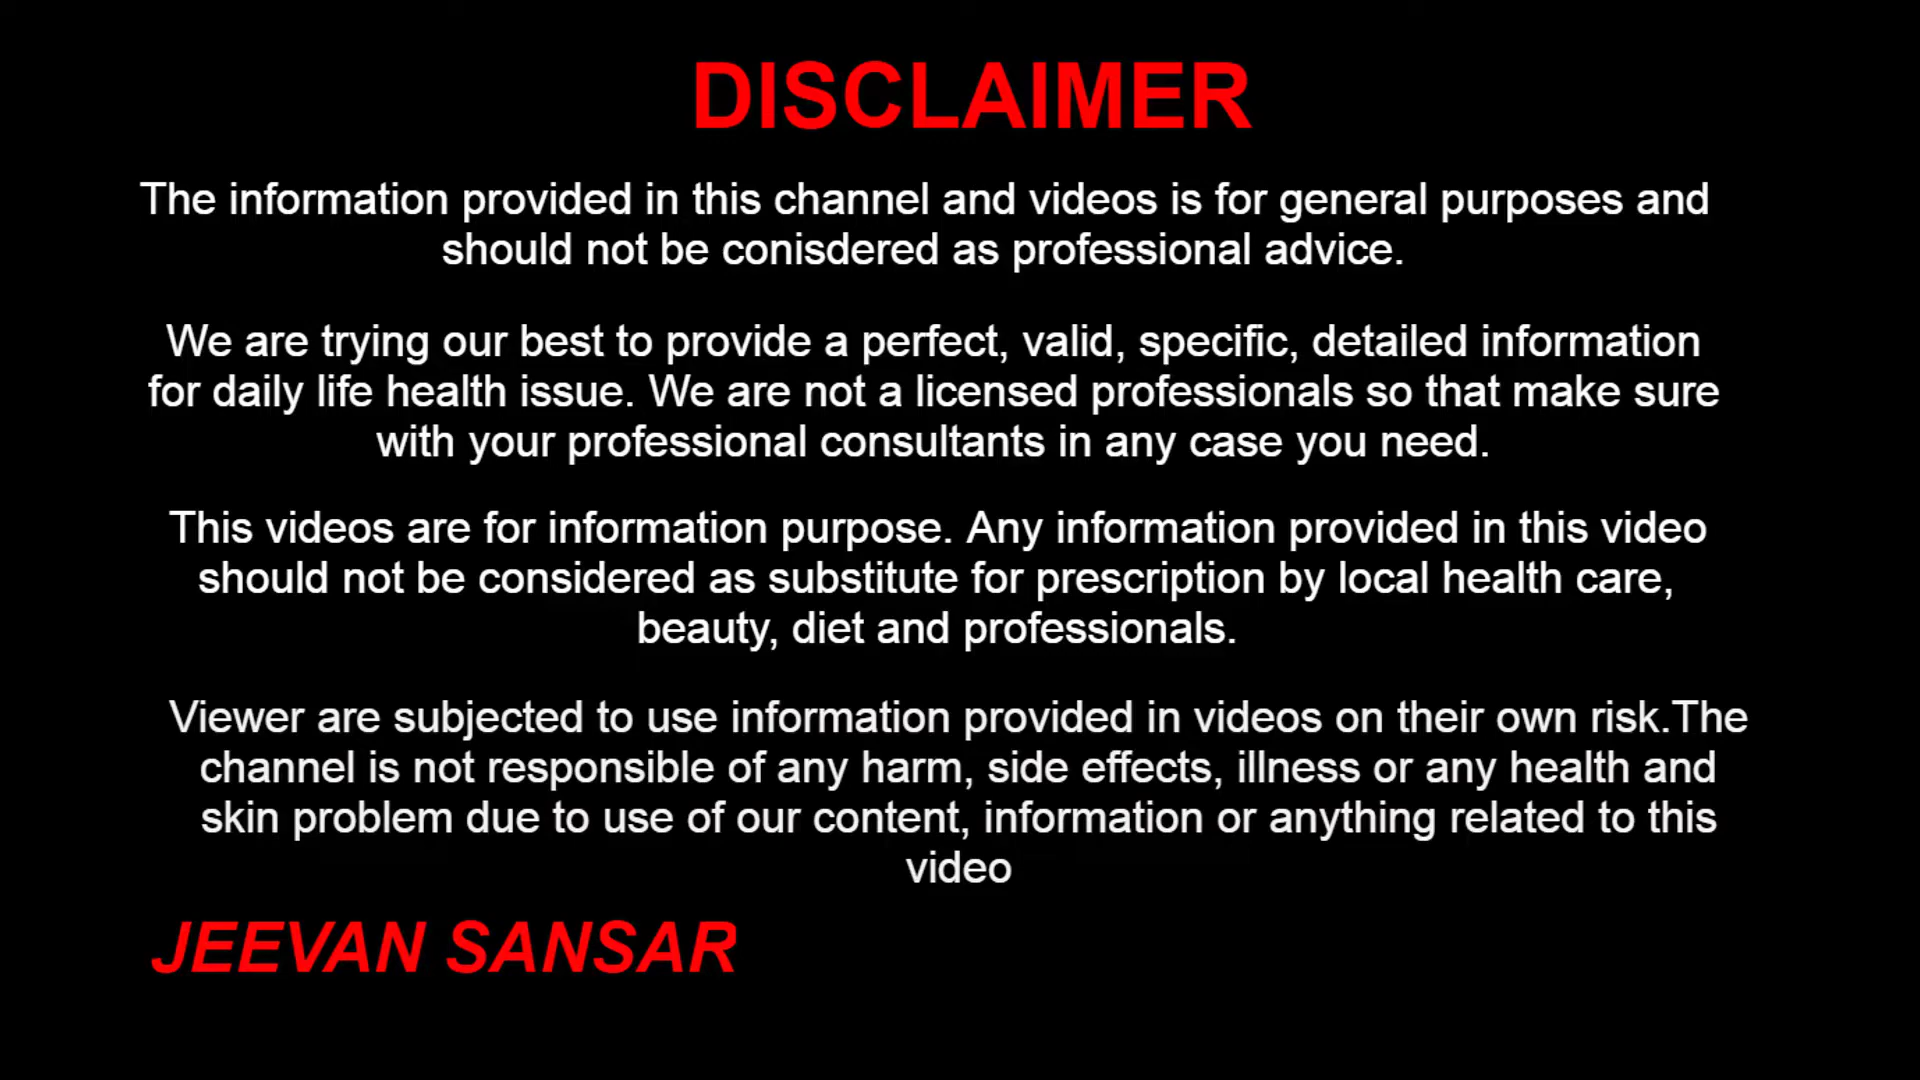 DISCLAIMER
The information provided in this channel and videos is for general purposes and
should not be conisdered as professional advice.
We are trying our best to provide a perfect, valid, specific, detailed information
for daily life health issue. We are not a licensed professionals so that make sure
with your professional consultants in any case you need.
This videos are for information purpose. Any information provided in this video
should not be considered as substitute for prescription by local health care,
beauty, diet and professionals.
Viewer are subjected to use information provided in videos on their own risk.The
channel is not responsible of any harm, side effects, illness or any health and
skin problem due to use of our content, information or anything related to this
video
JEEVAN SANSAR